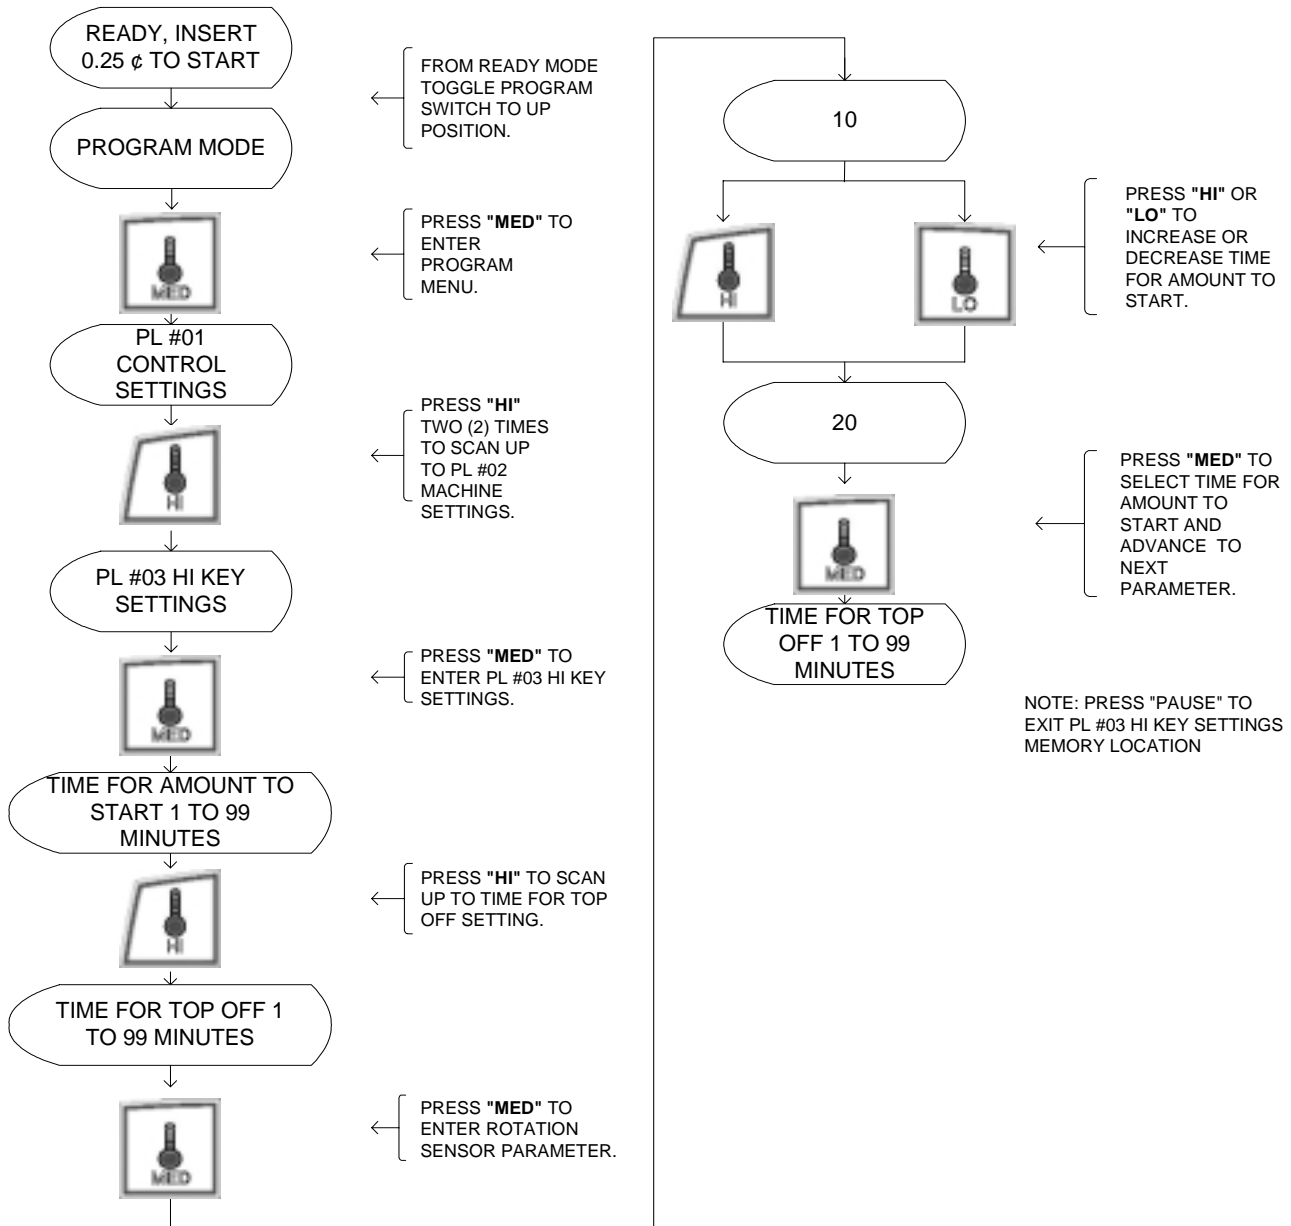 READY, INSERT
0.25 ¢ TO START
FROM READY MODE
TOGGLE PROGRAM
SWITCH TO UP
POSITION.
PROGRAM MODE
MED
PRESS "MED" TO
ENTER
PROGRAM
MENU.
PL #01
CONTROL
SETTINGS
HI
PRESS "HI"
TWO (2) TIMES
TO SCAN UP
TO PL #02
MACHINE
SETTINGS.
PL #03 HI KEY
SETTINGS
MED
PRESS "MED" TO
ENTER PL #03 HI KEY
SETTINGS.
TIME FOR AMOUNT TO
START 1 TO 99
MINUTES
HI
PRESS "HI" TO SCAN
UP TO TIME FOR TOP
OFF SETTING.
TIME FOR TOP OFF 1
TO 99 MINUTES
MED
PRESS "MED" TO
ENTER ROTATION
SENSOR PARAMETER.
10
HI
LO
PRESS "HI" OR
"LO" TO
INCREASE OR
DECREASE TIME
FOR AMOUNT TO
START.
20
MED
PRESS "MED" TO
SELECT TIME FOR
AMOUNT TO
START AND
ADVANCE TO
NEXT
PARAMETER.
TIME FOR TOP
OFF 1 TO 99
MINUTES
NOTE: PRESS "PAUSE" TO
EXIT PL #03 HI KEY SETTINGS
MEMORY LOCATION